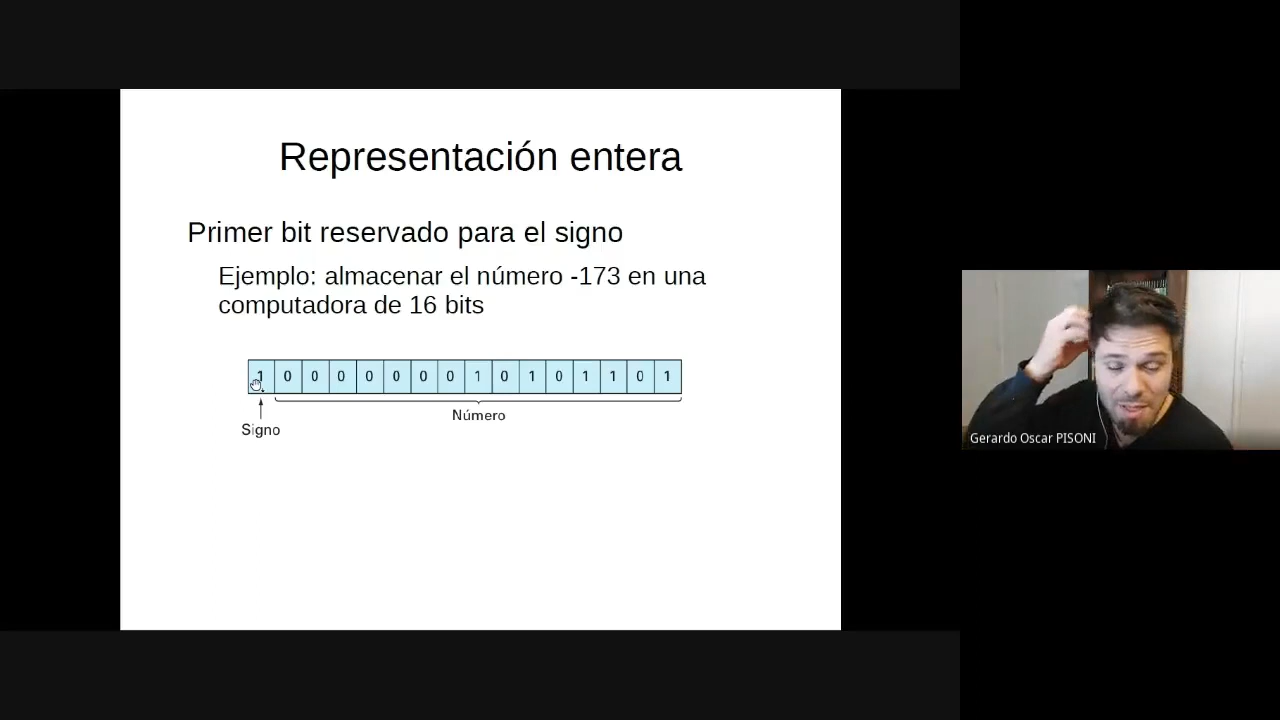 Representación entera
Primer bit reservado para el signo
Ejemplo: almacenar el número -173 en una
computadora de 16 bits
1 0 0 0 0 0 0 0 1 0 1 0 1 1 0 1
Número
Signo
Gerardo Oscar PISONI